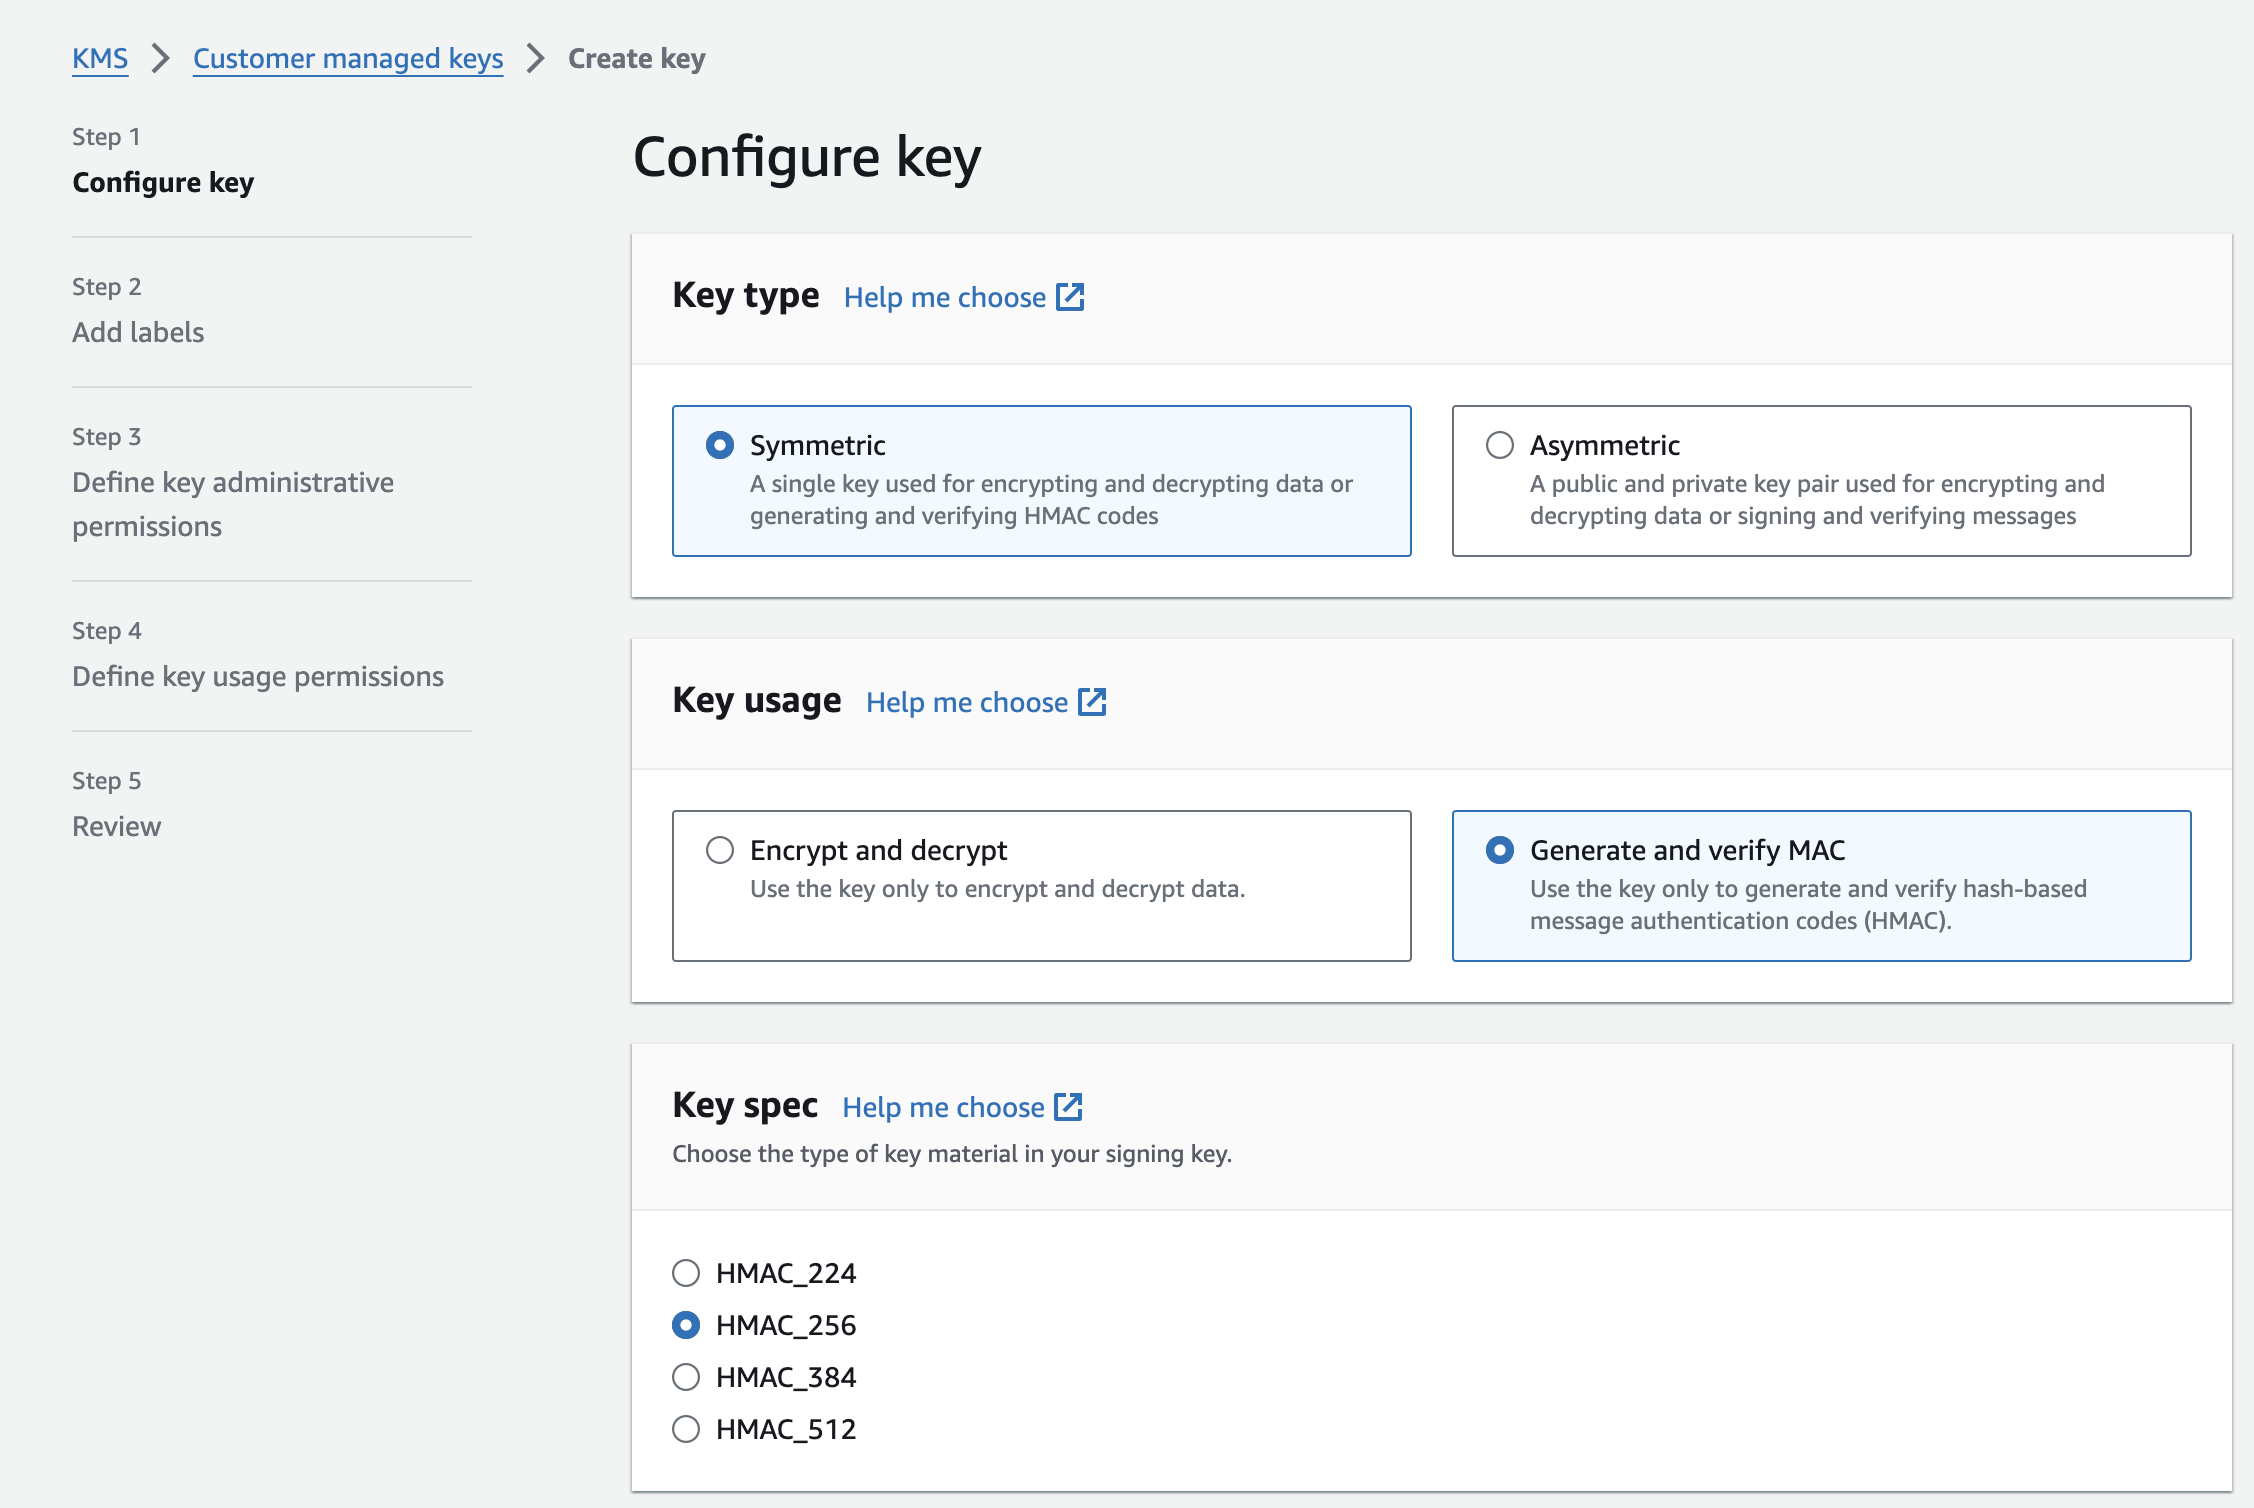 KMS > Customer managed keys > Create key
Step 1
Configure key
Step 2
Add labels
Step 3
Define key administrative
permissions
Step 4
Define key usage permissions
Step 5
Review
Configure key
Key type Help me choose
Symmetric
A single key used for encrypting and decrypting data or
generating and verifying HMAC codes
Asymmetric
A public and private key pair used for encrypting and
decrypting data or signing and verifying messages
Key usage Help me choose
Encrypt and decrypt
Use the key only to encrypt and decrypt data.
Generate and verify MAC
Use the key only to generate and verify hash-based
message authentication codes (HMAC).
Key spec Help me choose
Choose the type of key material in your signing key.
HMAC_224
HMAC_256
HMAC_384
HMAC_512